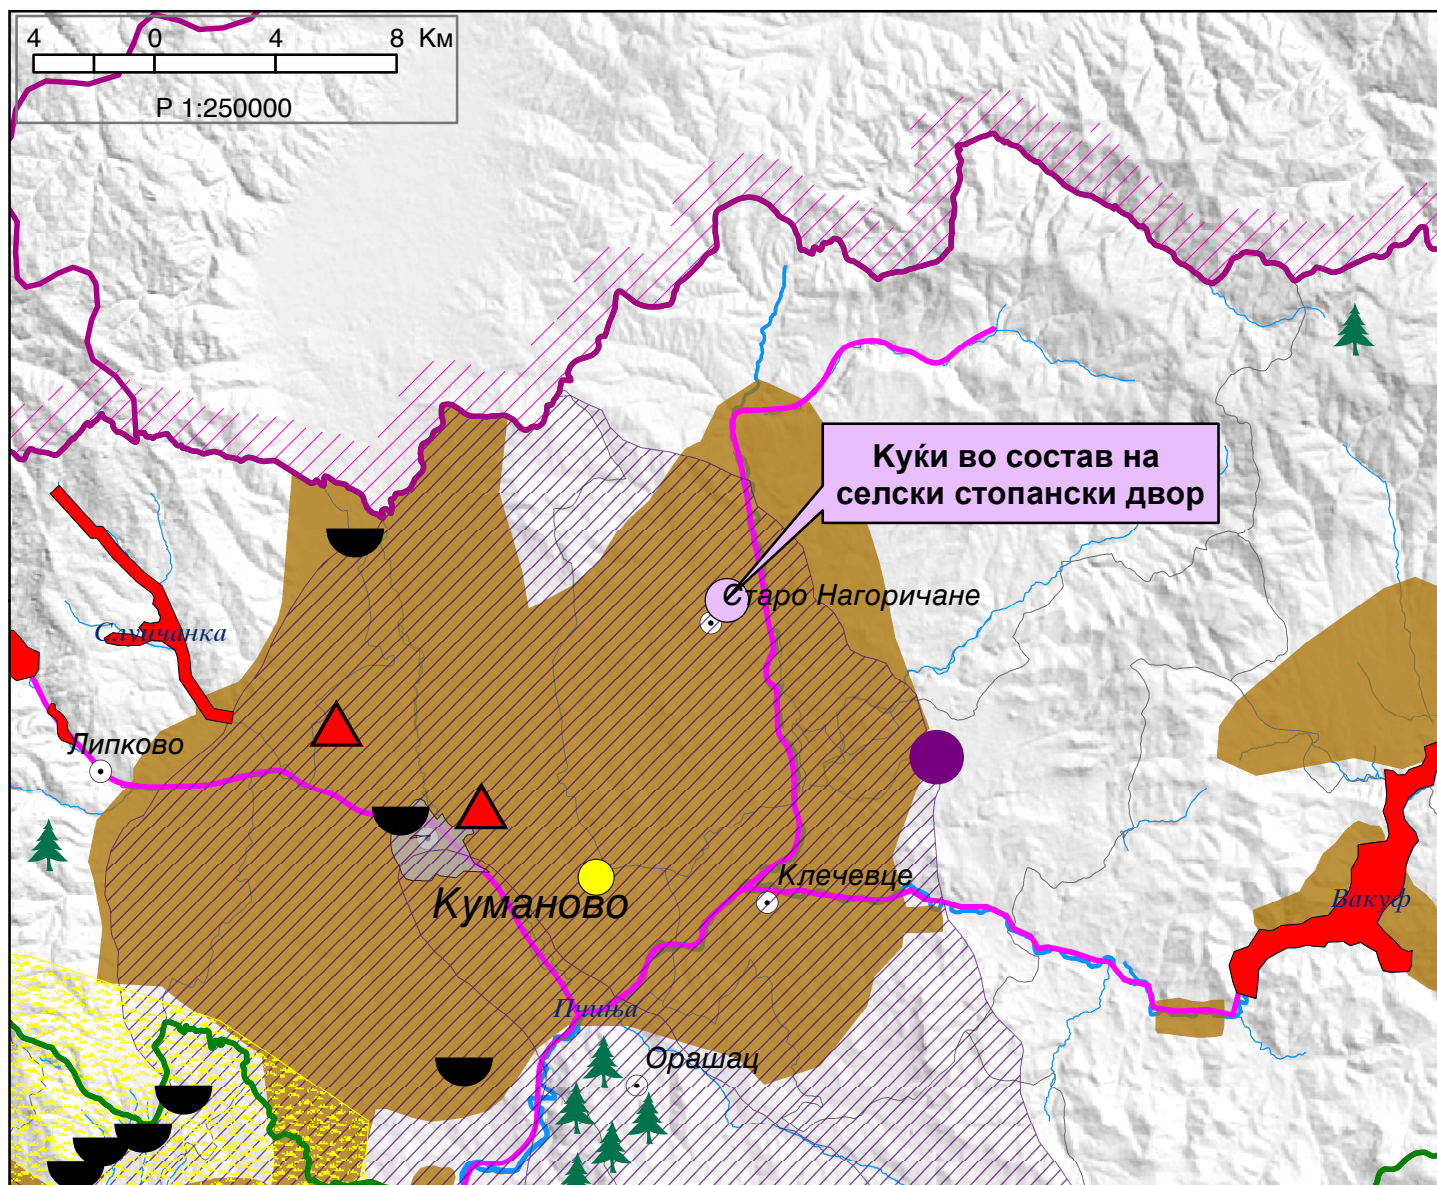 4 0 4 8 Км
Р 1:250000
Куќи во состав на
селски стопански двор
Старо Нагоричане
Слупчанка
Липково
Клечевце
Вакуф
Куманово
Пчиња
Орашац